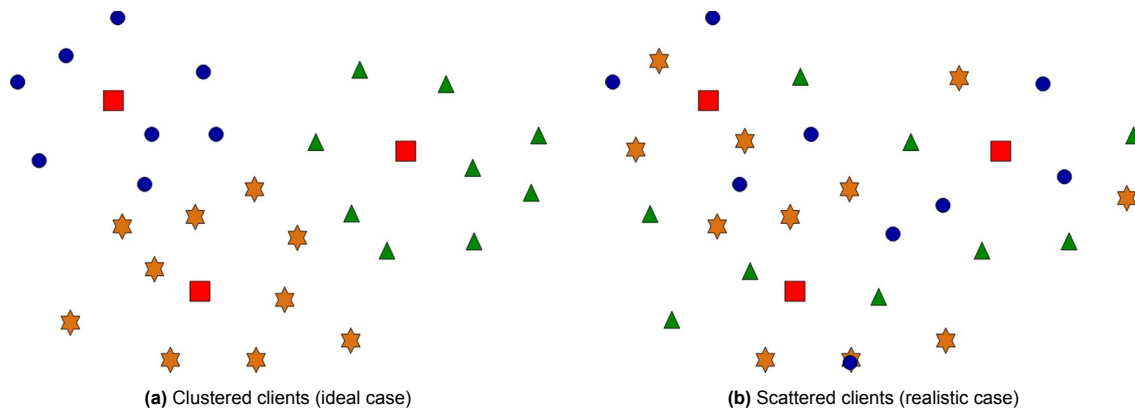 (a) Clustered clients (ideal case)
(b) Scattered clients (realistic case)